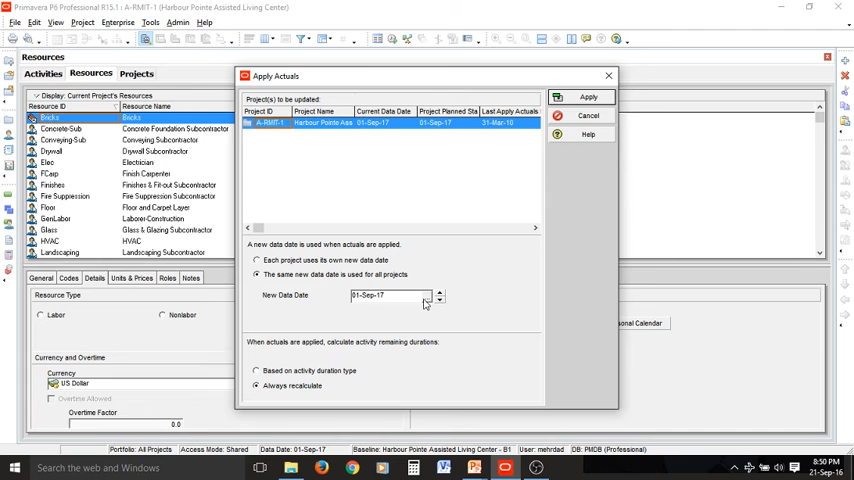 Primavera P6 Professional R15.1 : A-RMIT-1 (Harbour Pointe Assisted Living Center)
File Edit View Project Enterprise Tools Admin Help
Resources
Activities Resources Projects
Display: Current Project's Resources
Resource ID Resource Name
Bricks Bricks
Concrete-Sub Concrete Foundation Subcontractor
Conveying-Sub Conveying Subcontractor
Drywall Drywall Subcontractor
Elec Electrician
FCarp Finish Carpenter
Finishes Finishes & Fit-out Subcontractor
Fire Suppression Fire Suppression Subcontractor
Floor Floor and Carpet Layer
GenLabor Laborer-Construction
Glass Glass & Glazing Subcontractor
HVAC HVAC Subcontractor
Landscaping Landscaping Subcontractor
General Codes Details Units & Prices Roles Notes
Resource Type
Labor Nonlabor
sonal Calendar
Currency and Overtime
Currency
US Dollar
Overtime Allowed
Overtime Factor
0.0
Apply Actuals
Project(s) to be updated:
Project ID Project Name Current Data Date Project Planned Sta Last Apply Actuals
A-RMIT-1 Harbour Pointe Ass 01-Sep-17 01-Sep-17 31-Mar-10
Apply
Cancel
Help
A new data date is used when actuals are applied.
Each project uses its own new data date
The same new data date is used for all projects
New Data Date 01-Sep-17
When actuals are applied, calculate activity remaining durations:
Based on activity duration type
Always recalculate
Portfolio: All Projects Access Mode: Shared Data Date: 01-Sep-17 Baseline: Harbour Pointe Assisted Living Center - B1 User: mehrdad DB: PMDB (Professional)
Search the web and Windows
8:50 PM
21-Sep-16